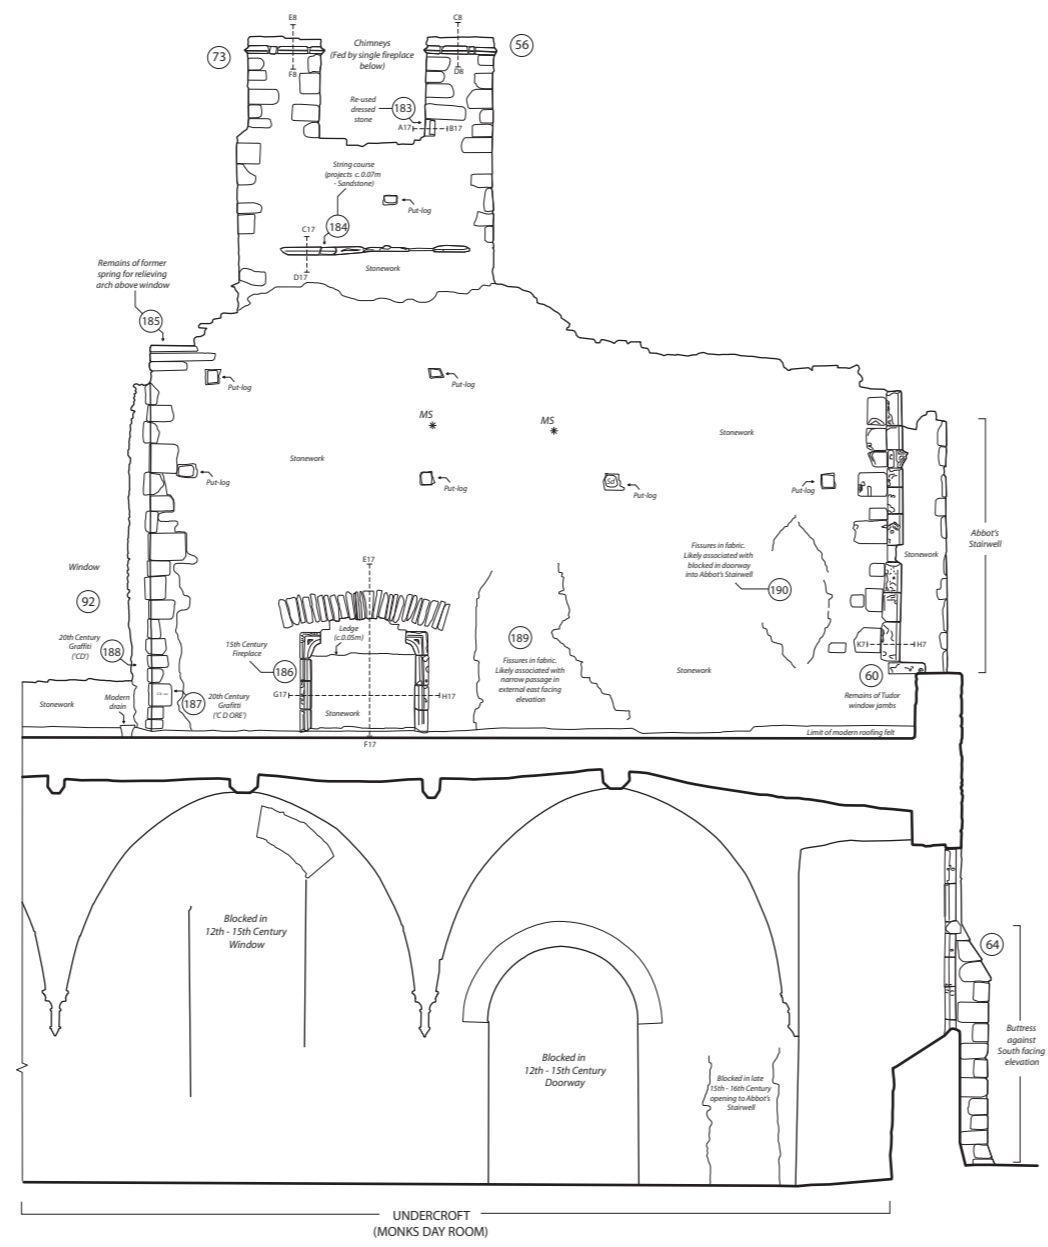 E8
C8
73
Chimneys
(Fed by single fireplace
below)
56
F8
D8
Re-used
dressed
stone
183
A17
B17
String course
(projects c.0.07m
- Sandstone)
Put-log
184
C17
D17
Stonework
Remains of former
spring for relieving
arch above window
185
Put-log
Put-log
MS
MS
Stonework
Stonework
Put-log
Put-log
Sd
Put-log
Put-log
Abbot's
Stairwell
Stonework
Fissures in fabric.
Likely associated with
blocked in doorway
into Abbot's Stairwell
190
Window
92
E17
20th Century
Graffiti
('CD')
188
15th Century
Fireplace
186
Ledge
(c.0.05m)
189
Fissures in fabric.
Likely associated with
narrow passage in
external east facing
elevation
Stonework
K7
H7
60
Remains of Tudor
window jambs
G17
H17
187
20th Century
Grafitti
('C D ORE')
Stonework
Modern
drain
Stonework
Limit of modern roofing felt
F17
Blocked in
12th - 15th Century
Window
64
Blocked in
12th - 15th Century
Doorway
Buttress
against
South facing
elevation
Blocked in late
15th - 16th Century
opening to Abbot's
Stairwell
UNDERCROFT
(MONKS DAY ROOM)